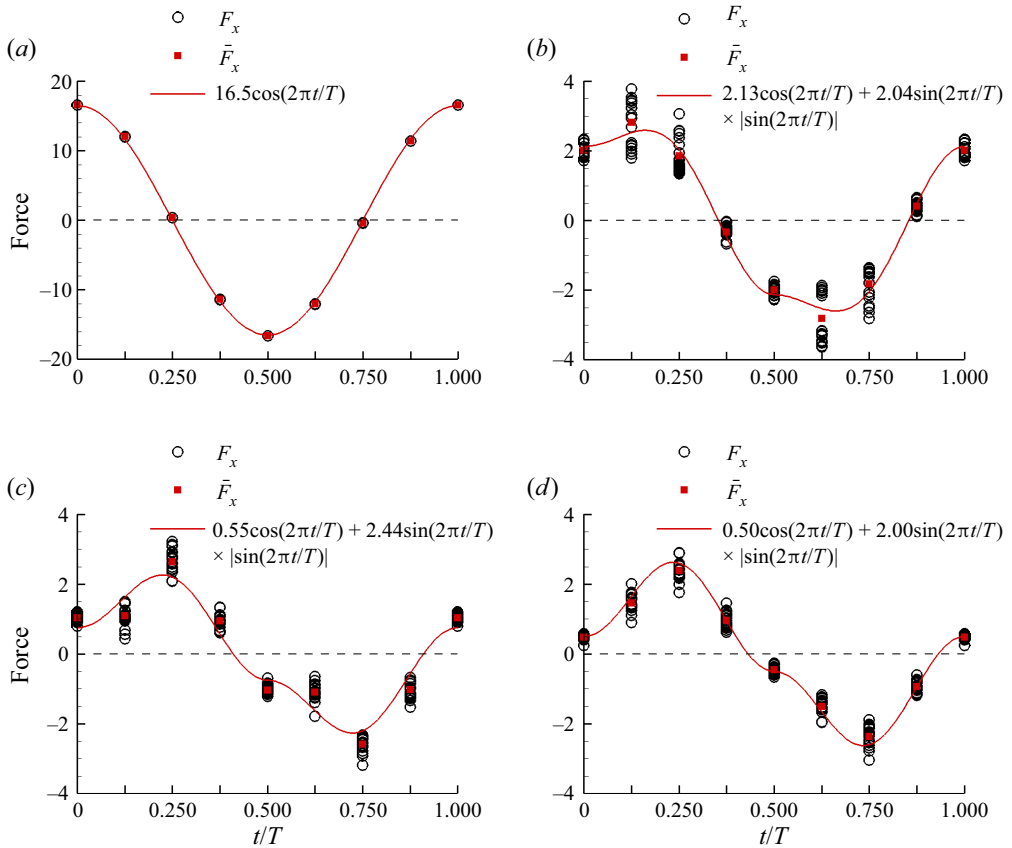 (a)
F_x
F̄_x
16.5cos(2πt/T)
Force
20
10
0
–10
–20
0
0.250
0.500
0.750
1.000
(b)
F_x
F̄_x
2.13cos(2πt/T) + 2.04sin(2πt/T)
× |sin(2πt/T)|
4
2
0
–2
–4
0
0.250
0.500
0.750
1.000
(c)
F_x
F̄_x
0.55cos(2πt/T) + 2.44sin(2πt/T)
× |sin(2πt/T)|
Force
4
2
0
–2
–4
0
0.250
0.500
0.750
1.000
t/T
(d)
F_x
F̄_x
0.50cos(2πt/T) + 2.00sin(2πt/T)
× |sin(2πt/T)|
4
2
0
–2
–4
0
0.250
0.500
0.750
1.000
t/T